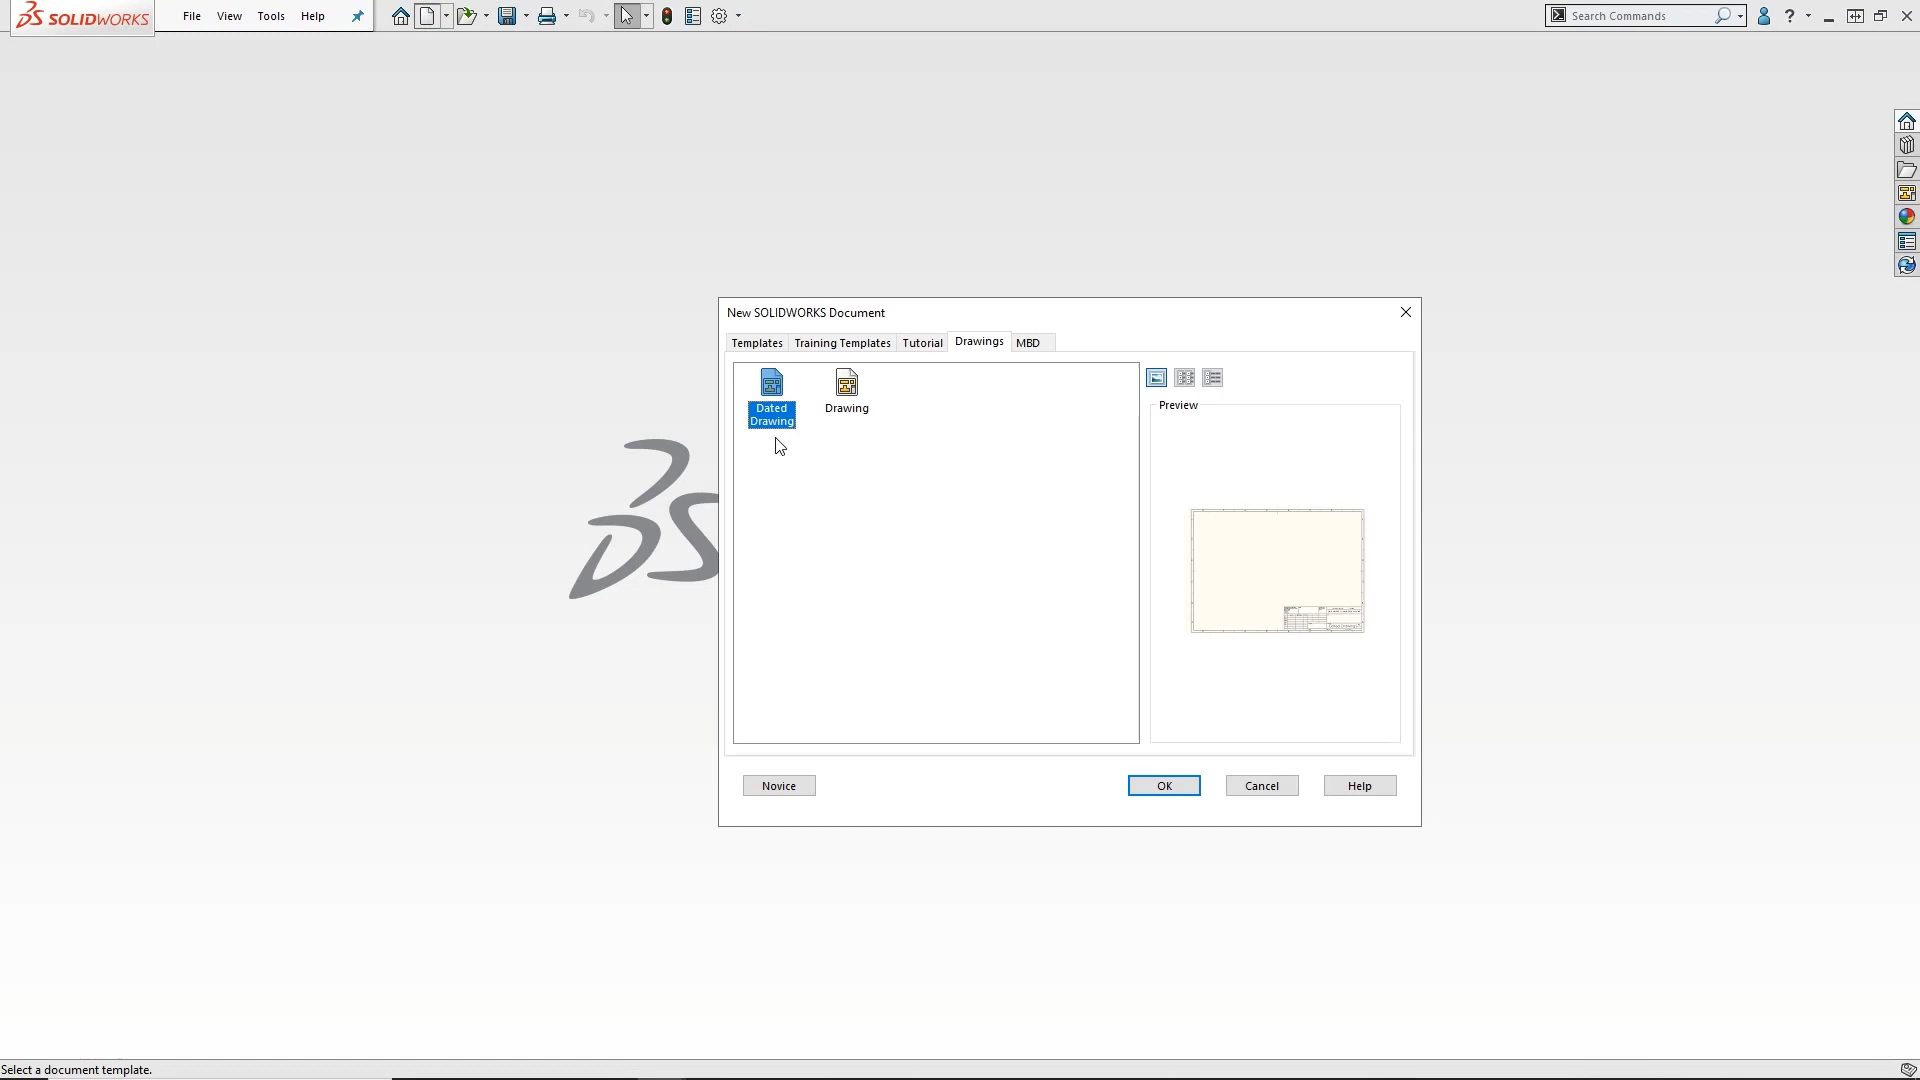 SOLIDWORKS File View Tools Help Search Commands ?
New SOLIDWORKS Document
Templates Training Templates Tutorial Drawings MBD
Dated
Drawing
Drawing
Preview
Novice OK Cancel Help
Select a document template.